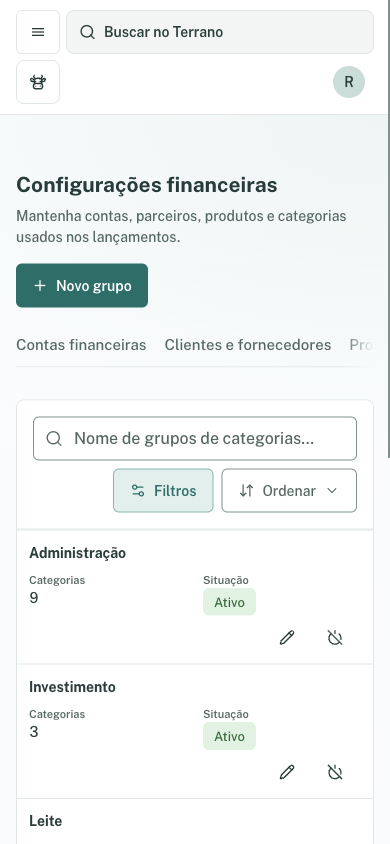 Buscar no Terrano
R
Configurações financeiras
Mantenha contas, parceiros, produtos e categorias
usados nos lançamentos.
Novo grupo
Contas financeiras
Clientes e fornecedores
Nome de grupos de categorias...
Filtros
Ordenar
Administração
Categorias
Situação
9
Ativo
Investimento
Categorias
Situação
3
Ativo
Leite